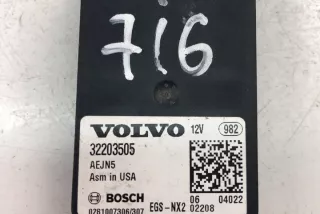 716
VOLVO 12V 982
32203505
AEJN5
Asm in USA
BOSCH EGS-NX2 06 04022
0281007306/307 02208